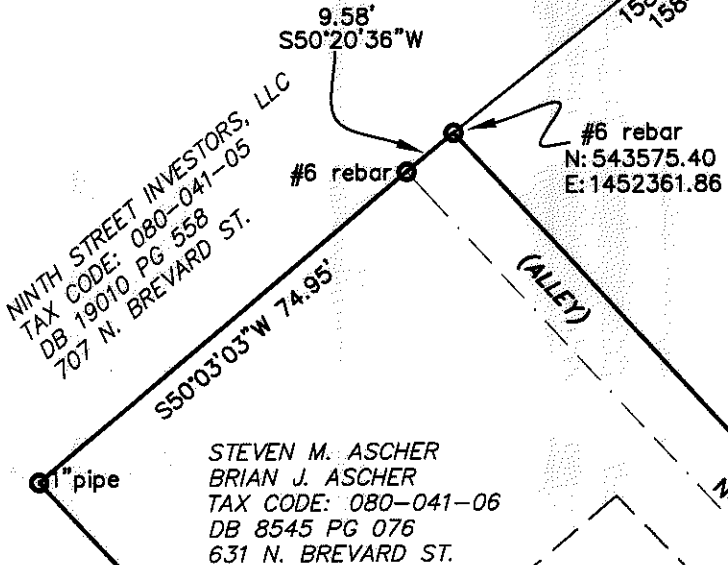 9.58'
S50°20'36"W
158
158
#6 rebar
N: 543575.40
E: 1452361.86
#6 rebar
NINTH STREET INVESTORS, LLC
TAX CODE: 080-041-05
DB 19010 PG 558
707 N. BREVARD ST.
(ALLEY)
S50°03'03"W 74.95'
1"pipe
STEVEN M. ASCHER
BRIAN J. ASCHER
TAX CODE: 080-041-06
DB 8545 PG 076
631 N. BREVARD ST.